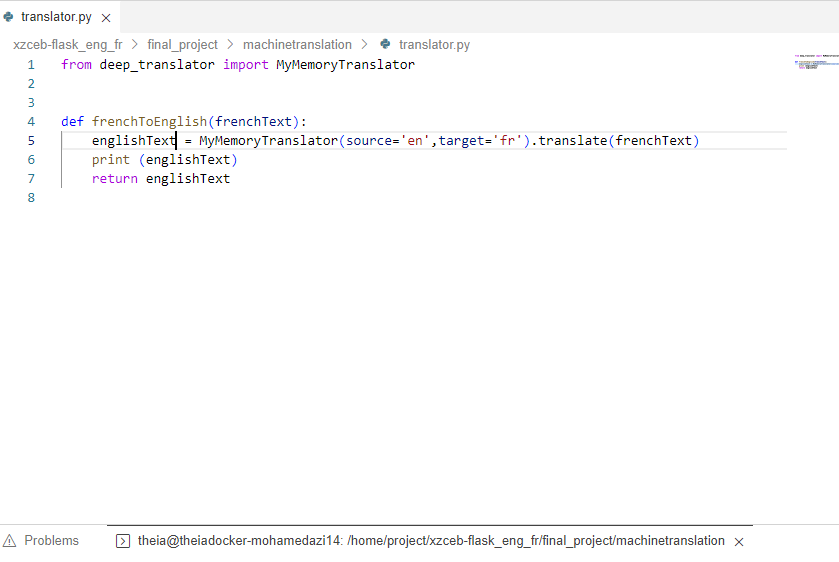 translator.py
xzceb-flask_eng_fr > final_project > machinetranslation > translator.py
1 from deep_translator import MyMemoryTranslator
2
3
4 def frenchToEnglish(frenchText):
5 englishText = MyMemoryTranslator(source='en',target='fr').translate(frenchText)
6 print (englishText)
7 return englishText
8
Problems theia@theiadocker-mohamedazi14: /home/project/xzceb-flask_eng_fr/final_project/machinetranslation